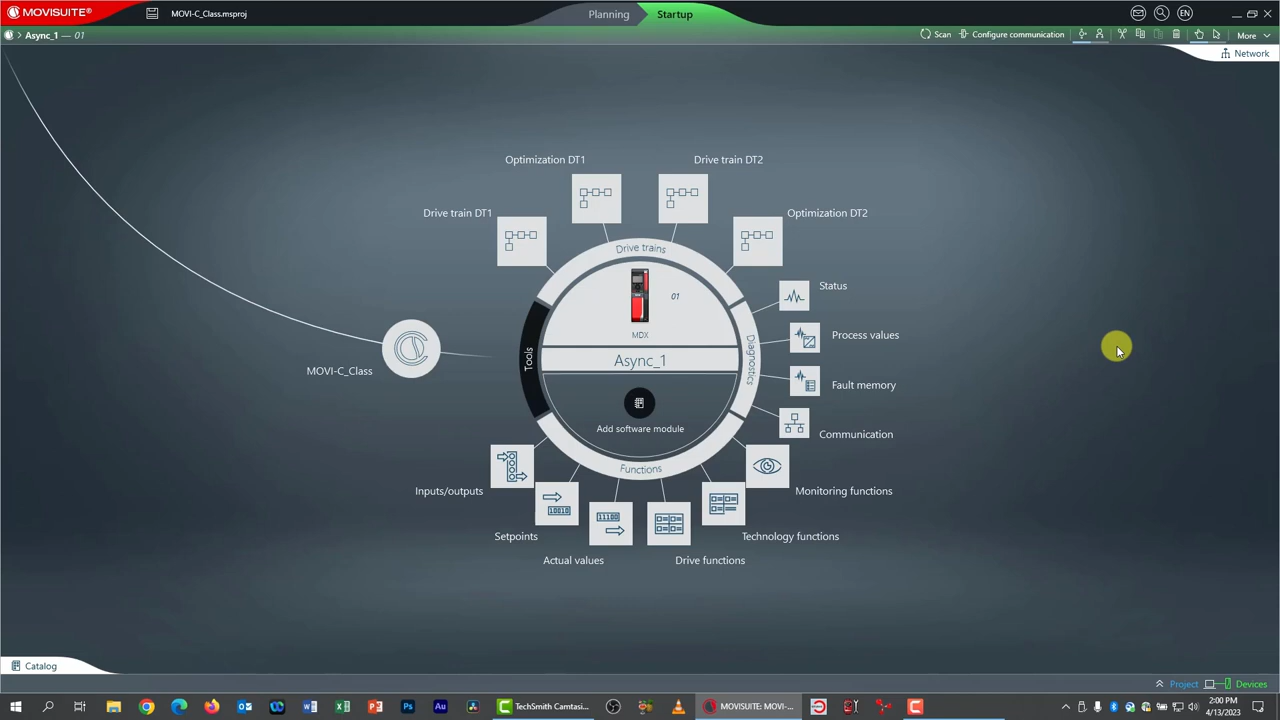 MOVISUITE®
MOVI-C_Class.msproj
Planning
Startup
EN
Async_1 — 01
Scan
Configure communication
More
Network
Optimization DT1
Drive train DT2
Drive train DT1
Optimization DT2
Drive trains
01
MDX
Async_1
Add software module
Tools
Diagnostics
Functions
Status
Process values
Fault memory
Communication
MOVI-C_Class
Inputs/outputs
Monitoring functions
10010
11100
Setpoints
Technology functions
Actual values
Drive functions
Catalog
Project
Devices
TechSmith Camtasi...
MOVISUITE: MOVI-...
2:00 PM
4/13/2023